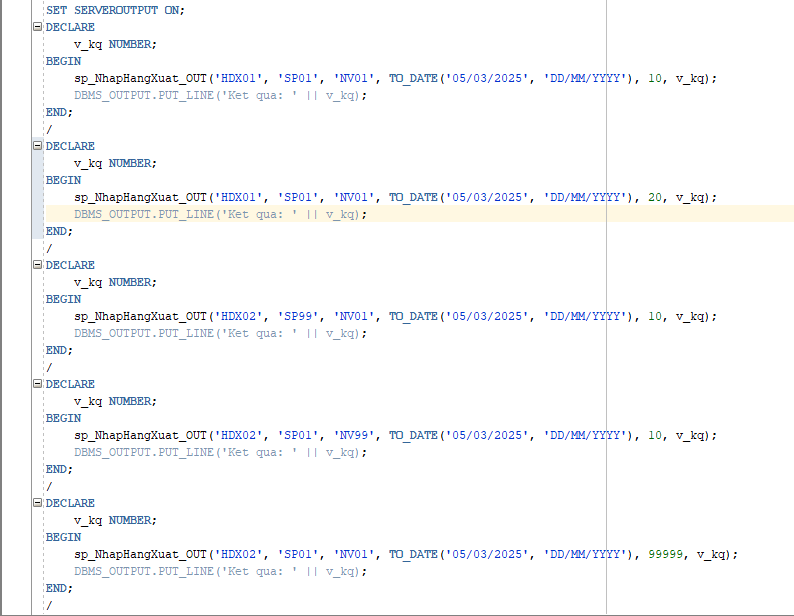 SET SERVEROUTPUT ON;
DECLARE
    v_kq NUMBER;
BEGIN
    sp_NhapHangXuat_OUT('HDX01', 'SP01', 'NV01', TO_DATE('05/03/2025', 'DD/MM/YYYY'), 10, v_kq);
    DBMS_OUTPUT.PUT_LINE('Ket qua: ' || v_kq);
END;
/
DECLARE
    v_kq NUMBER;
BEGIN
    sp_NhapHangXuat_OUT('HDX01', 'SP01', 'NV01', TO_DATE('05/03/2025', 'DD/MM/YYYY'), 20, v_kq);
    DBMS_OUTPUT.PUT_LINE('Ket qua: ' || v_kq);
END;
/
DECLARE
    v_kq NUMBER;
BEGIN
    sp_NhapHangXuat_OUT('HDX02', 'SP99', 'NV01', TO_DATE('05/03/2025', 'DD/MM/YYYY'), 10, v_kq);
    DBMS_OUTPUT.PUT_LINE('Ket qua: ' || v_kq);
END;
/
DECLARE
    v_kq NUMBER;
BEGIN
    sp_NhapHangXuat_OUT('HDX02', 'SP01', 'NV99', TO_DATE('05/03/2025', 'DD/MM/YYYY'), 10, v_kq);
    DBMS_OUTPUT.PUT_LINE('Ket qua: ' || v_kq);
END;
/
DECLARE
    v_kq NUMBER;
BEGIN
    sp_NhapHangXuat_OUT('HDX02', 'SP01', 'NV01', TO_DATE('05/03/2025', 'DD/MM/YYYY'), 99999, v_kq);
    DBMS_OUTPUT.PUT_LINE('Ket qua: ' || v_kq);
END;
/